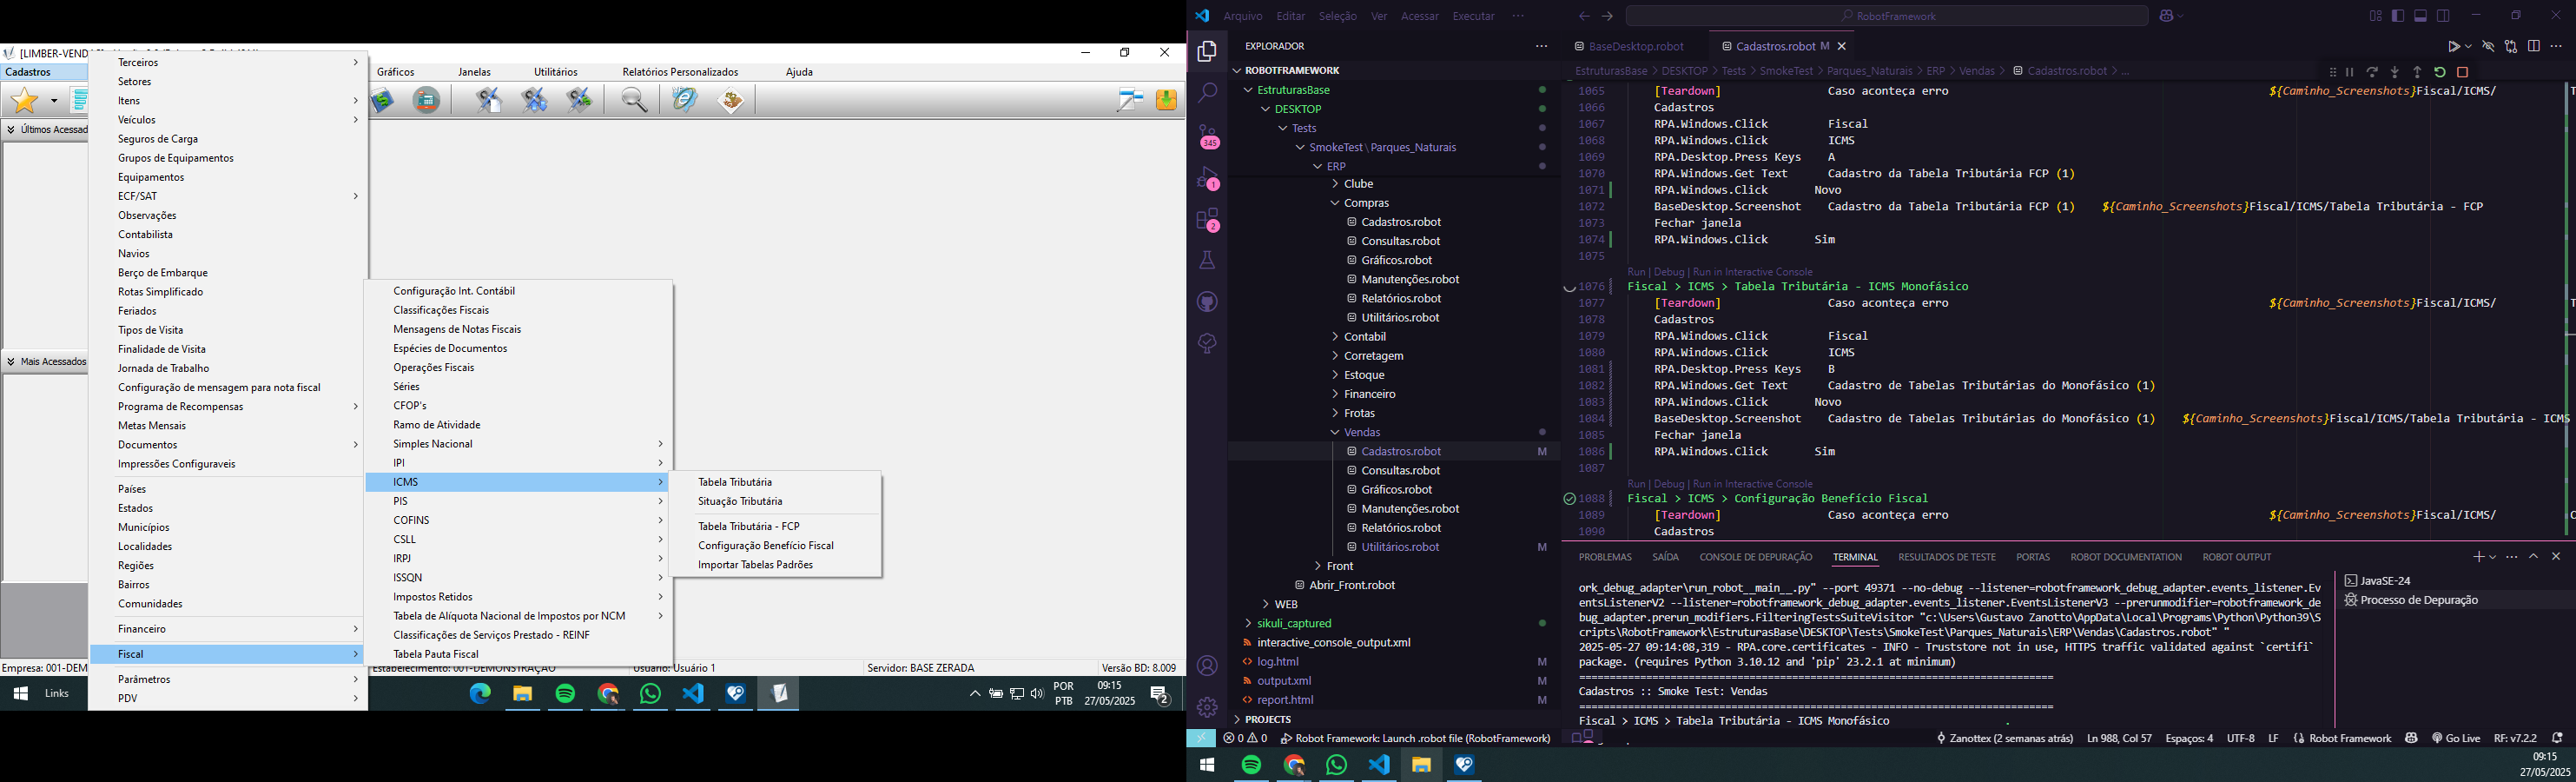 [LIMBER-VEND
Cadastros
Gráficos
Janelas
Utilitários
Relatórios Personalizados
Ajuda
Últimos Acessad
Mais Acessados
Terceiros
Setores
Itens
Veículos
Seguros de Carga
Grupos de Equipamentos
Equipamentos
ECF/SAT
Observações
Contabilista
Navios
Berço de Embarque
Rotas Simplificado
Feriados
Tipos de Visita
Finalidade de Visita
Jornada de Trabalho
Configuração de mensagem para nota fiscal
Programa de Recompensas
Metas Mensais
Documentos
Impressões Configuraveis
Países
Estados
Municípios
Localidades
Regiões
Bairros
Comunidades
Financeiro
Fiscal
Parâmetros
PDV
Configuração Int. Contábil
Classificações Fiscais
Mensagens de Notas Fiscais
Espécies de Documentos
Operações Fiscais
Séries
CFOP's
Ramo de Atividade
Simples Nacional
IPI
ICMS
PIS
COFINS
CSLL
IRPJ
ISSQN
Impostos Retidos
Tabela de Alíquota Nacional de Impostos por NCM
Classificações de Serviços Prestado - REINF
Tabela Pauta Fiscal
Tabela Tributária
Situação Tributária
Tabela Tributária - FCP
Configuração Benefício Fiscal
Importar Tabelas Padrões
Empresa: 001-DEM
Estabelecimento: 001-DEMONSTRAÇÃO
Usuário: Usuário 1
Servidor: BASE ZERADA
Versão BD: 8.009
Links
POR
PTB
09:15
27/05/2025
2
Arquivo
Editar
Seleção
Ver
Acessar
Executar
RobotFramework
EXPLORADOR
ROBOTFRAMEWORK
EstruturasBase
DESKTOP
Tests
SmokeTest\Parques_Naturais
ERP
Clube
Compras
Cadastros.robot
Consultas.robot
Gráficos.robot
Manutenções.robot
Relatórios.robot
Utilitários.robot
Contabil
Corretagem
Estoque
Financeiro
Frotas
Vendas
Cadastros.robot M
Consultas.robot
Gráficos.robot
Manutenções.robot
Relatórios.robot
Utilitários.robot M
Front
Abrir_Front.robot
WEB
sikuli_captured
interactive_console_output.xml
log.html M
output.xml M
report.html M
PROJECTS
345
1
2
BaseDesktop.robot
Cadastros.robot M
EstruturasBase > DESKTOP > Tests > SmokeTest > Parques_Naturais > ERP > Vendas > Cadastros.robot > ...
1065 [Teardown] Caso aconteça erro ${Caminho_Screenshots}Fiscal/ICMS/ T
1066 Cadastros
1067 RPA.Windows.Click Fiscal
1068 RPA.Windows.Click ICMS
1069 RPA.Desktop.Press Keys A
1070 RPA.Windows.Get Text Cadastro da Tabela Tributária FCP (1)
1071 RPA.Windows.Click Novo
1072 BaseDesktop.Screenshot Cadastro da Tabela Tributária FCP (1) ${Caminho_Screenshots}Fiscal/ICMS/Tabela Tributária - FCP
1073 Fechar janela
1074 RPA.Windows.Click Sim
1075
Run | Debug | Run in Interactive Console
1076 Fiscal > ICMS > Tabela Tributária - ICMS Monofásico
1077 [Teardown] Caso aconteça erro ${Caminho_Screenshots}Fiscal/ICMS/ T
1078 Cadastros
1079 RPA.Windows.Click Fiscal
1080 RPA.Windows.Click ICMS
1081 RPA.Desktop.Press Keys B
1082 RPA.Windows.Get Text Cadastro de Tabelas Tributárias do Monofásico (1)
1083 RPA.Windows.Click Novo
1084 BaseDesktop.Screenshot Cadastro de Tabelas Tributárias do Monofásico (1) ${Caminho_Screenshots}Fiscal/ICMS/Tabela Tributária - ICMS
1085 Fechar janela
1086 RPA.Windows.Click Sim
1087
Run | Debug | Run in Interactive Console
1088 Fiscal > ICMS > Configuração Benefício Fiscal
1089 [Teardown] Caso aconteça erro ${Caminho_Screenshots}Fiscal/ICMS/ C
1090 Cadastros
PROBLEMAS
SAÍDA
CONSOLE DE DEPURAÇÃO
TERMINAL
RESULTADOS DE TESTE
PORTAS
ROBOT DOCUMENTATION
ROBOT OUTPUT
ork_debug_adapter\run_robot__main__.py" --port 49371 --no-debug --listener=robotframework_debug_adapter.events_listener.Ev
entsListenerV2 --listener=robotframework_debug_adapter.events_listener.EventsListenerV3 --prerunmodifier=robotframework_de
bug_adapter.prerun_modifiers.FilteringTestsSuiteVisitor "c:\Users\Gustavo Zanotto\AppData\Local\Programs\Python\Python39\S
cripts\RobotFramework\EstruturasBase\DESKTOP\Tests\SmokeTest\Parques_Naturais\ERP\Vendas\Cadastros.robot" "
2025-05-27 09:14:08,319 - RPA.core.certificates - INFO - Truststore not in use, HTTPS traffic validated against `certifi`
package. (requires Python 3.10.12 and 'pip' 23.2.1 at minimum)
==============================================================================
Cadastros :: Smoke Test: Vendas
==============================================================================
Fiscal > ICMS > Tabela Tributária - ICMS Monofásico .
JavaSE-24
Processo de Depuração
0 0
Robot Framework: Launch .robot file (RobotFramework)
Zanottex (2 semanas atrás)
Ln 988, Col 57
Espaços: 4
UTF-8
LF
Robot Framework
Go Live
RF: v7.2.2
09:15
27/05/2025